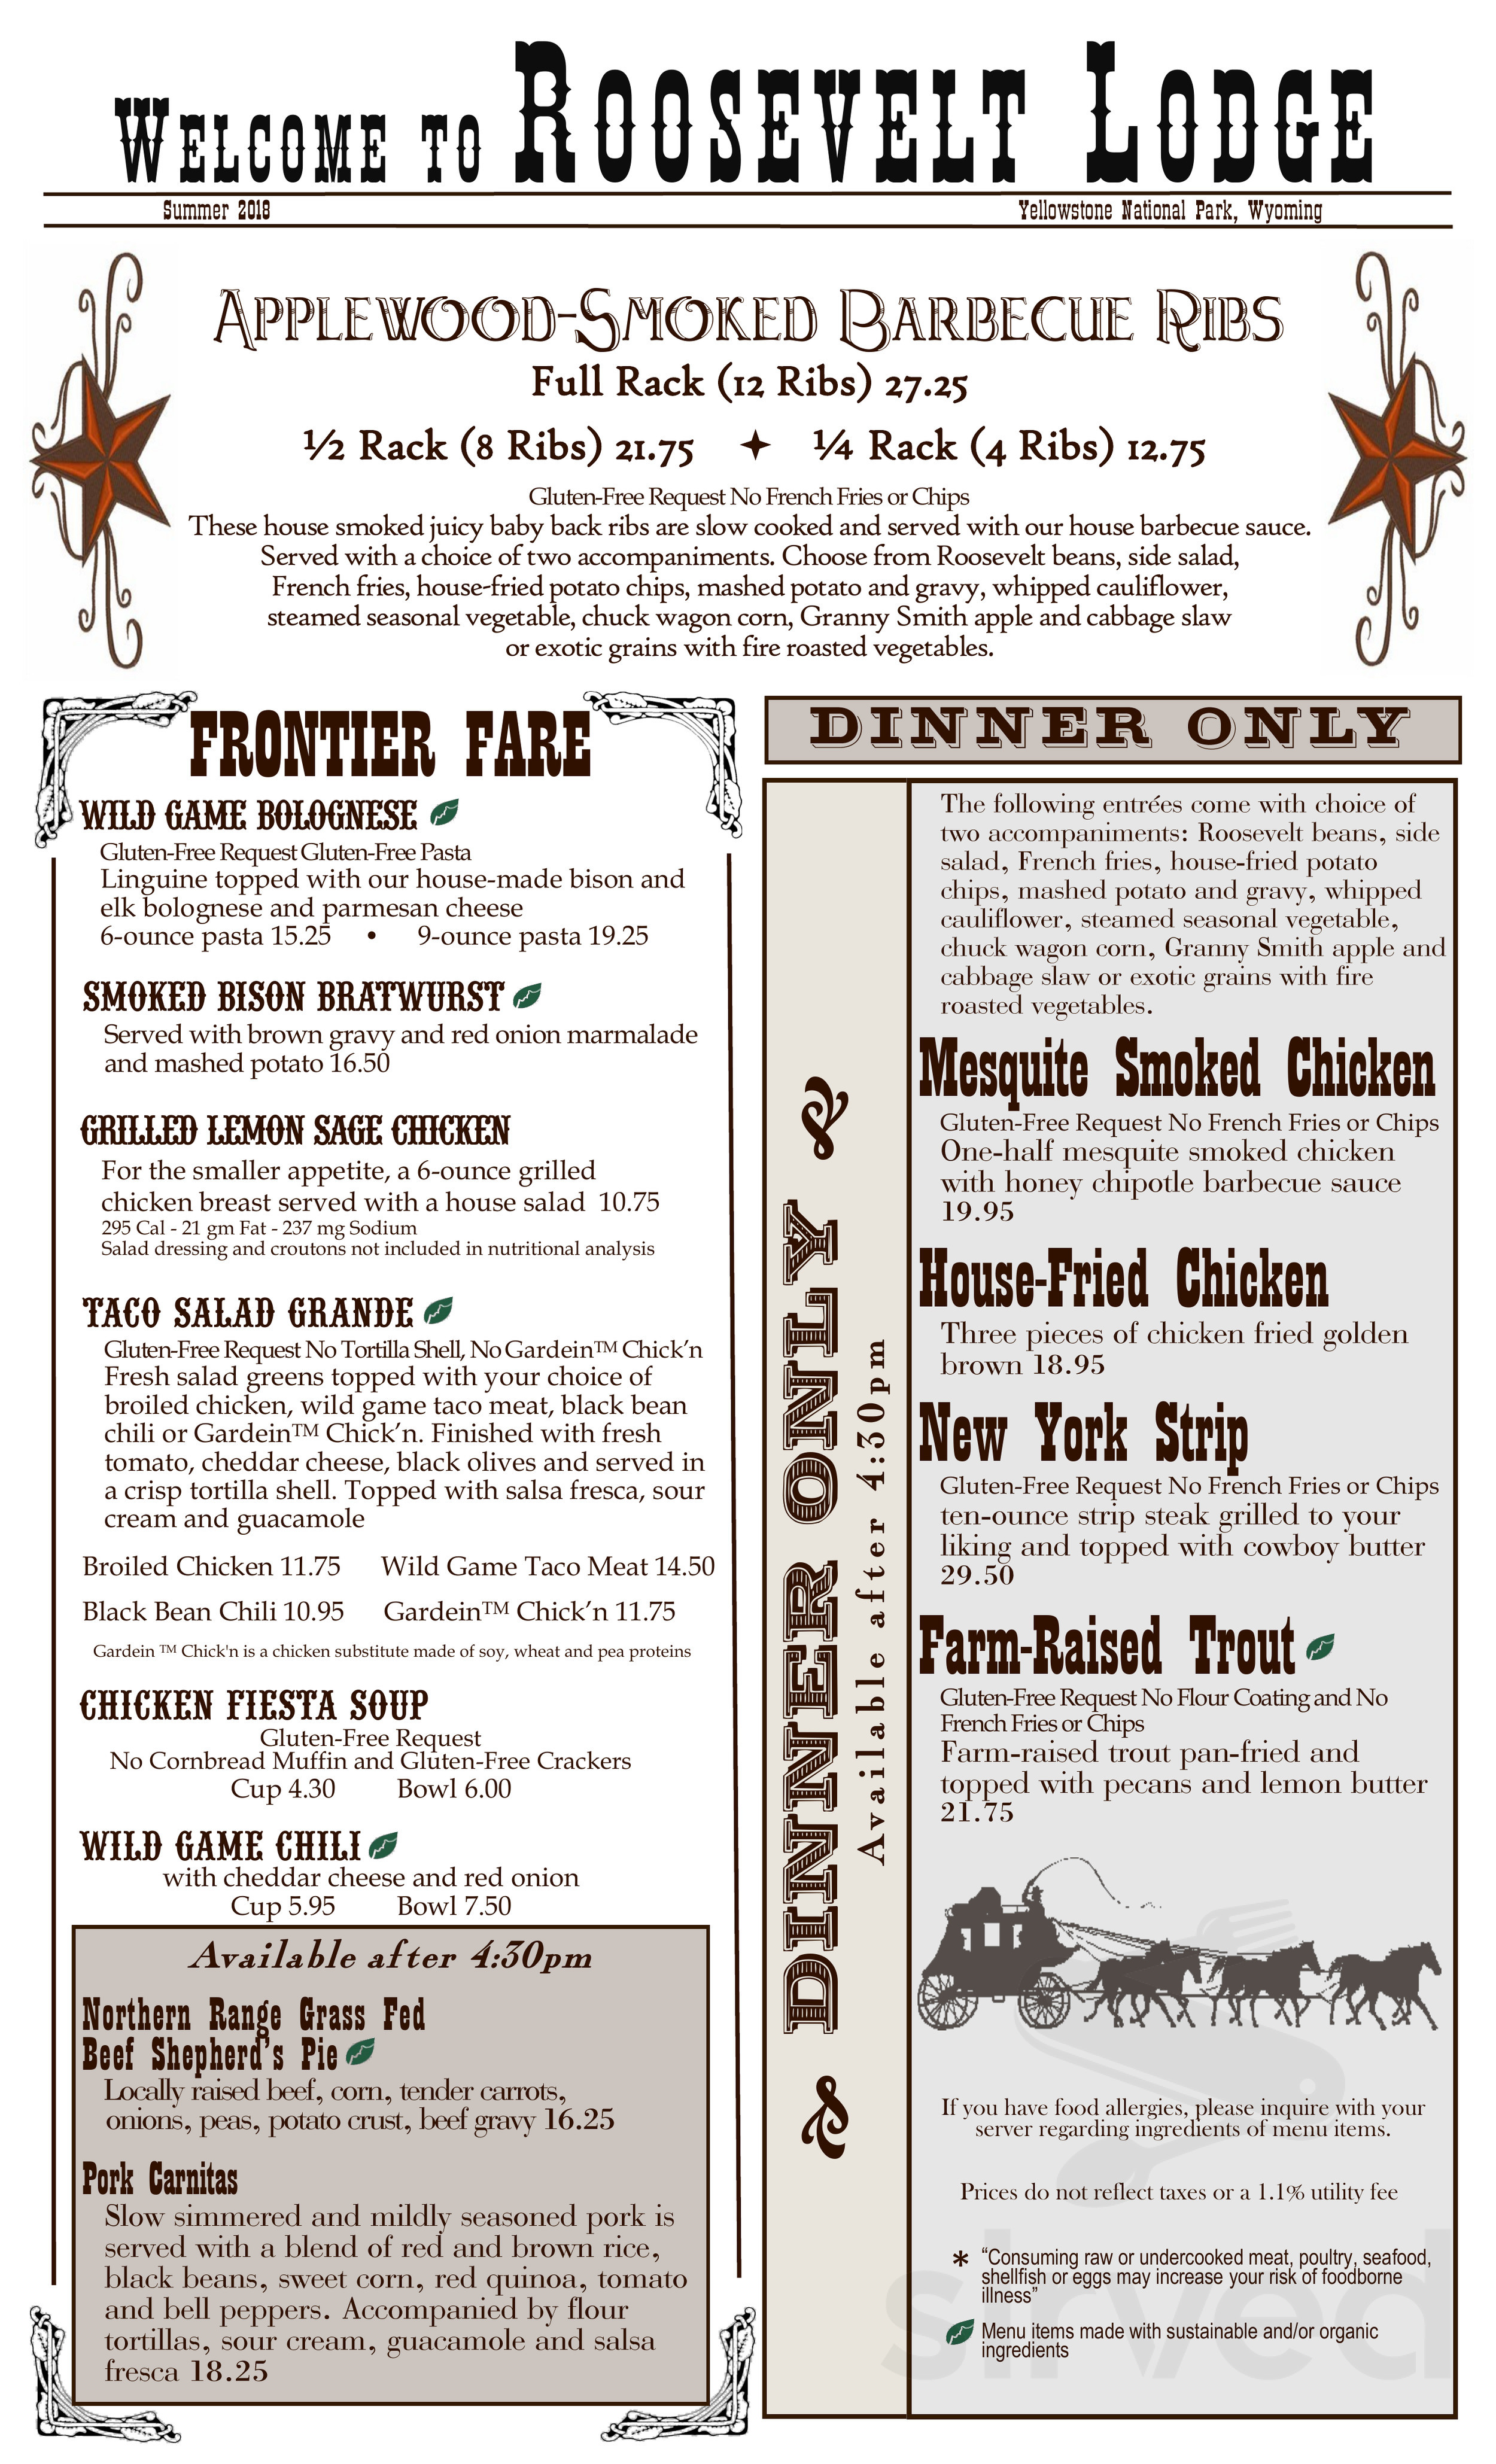 Welcome to Roosevelt Lodge
Summer 2018
Yellowstone National Park, Wyoming
Applewood-Smoked Barbecue Ribs
Full Rack (12 Ribs) 27.25
½ Rack (8 Ribs) 21.75 ✦ ¼ Rack (4 Ribs) 12.75
Gluten-Free Request No French Fries or Chips
These house smoked juicy baby back ribs are slow cooked and served with our house barbecue sauce.
Served with a choice of two accompaniments. Choose from Roosevelt beans, side salad,
French fries, house-fried potato chips, mashed potato and gravy, whipped cauliflower,
steamed seasonal vegetable, chuck wagon corn, Granny Smith apple and cabbage slaw
or exotic grains with fire roasted vegetables.
FRONTIER FARE
WILD GAME BOLOGNESE
Gluten-Free Request Gluten-Free Pasta
Linguine topped with our house-made bison and
elk bolognese and parmesan cheese
6-ounce pasta 15.25 • 9-ounce pasta 19.25
SMOKED BISON BRATWURST
Served with brown gravy and red onion marmalade
and mashed potato 16.50
GRILLED LEMON SAGE CHICKEN
For the smaller appetite, a 6-ounce grilled
chicken breast served with a house salad 10.75
295 Cal - 21 gm Fat - 237 mg Sodium
Salad dressing and croutons not included in nutritional analysis
TACO SALAD GRANDE
Gluten-Free Request No Tortilla Shell, No Gardein™ Chick’n
Fresh salad greens topped with your choice of
broiled chicken, wild game taco meat, black bean
chili or Gardein™ Chick’n. Finished with fresh
tomato, cheddar cheese, black olives and served in
a crisp tortilla shell. Topped with salsa fresca, sour
cream and guacamole
Broiled Chicken 11.75 Wild Game Taco Meat 14.50
Black Bean Chili 10.95 Gardein™ Chick’n 11.75
Gardein ™ Chick'n is a chicken substitute made of soy, wheat and pea proteins
CHICKEN FIESTA SOUP
Gluten-Free Request
No Cornbread Muffin and Gluten-Free Crackers
Cup 4.30 Bowl 6.00
WILD GAME CHILI
with cheddar cheese and red onion
Cup 5.95 Bowl 7.50
Available after 4:30pm
Northern Range Grass Fed
Beef Shepherd’s Pie
Locally raised beef, corn, tender carrots,
onions, peas, potato crust, beef gravy 16.25
Pork Carnitas
Slow simmered and mildly seasoned pork is
served with a blend of red and brown rice,
black beans, sweet corn, red quinoa, tomato
and bell peppers. Accompanied by flour
tortillas, sour cream, guacamole and salsa
fresca 18.25
DINNER ONLY
DINNER ONLY
Available after 4:30pm
The following entrées come with choice of
two accompaniments: Roosevelt beans, side
salad, French fries, house-fried potato
chips, mashed potato and gravy, whipped
cauliflower, steamed seasonal vegetable,
chuck wagon corn, Granny Smith apple and
cabbage slaw or exotic grains with fire
roasted vegetables.
Mesquite Smoked Chicken
Gluten-Free Request No French Fries or Chips
One-half mesquite smoked chicken
with honey chipotle barbecue sauce
19.95
House-Fried Chicken
Three pieces of chicken fried golden
brown 18.95
New York Strip
Gluten-Free Request No French Fries or Chips
ten-ounce strip steak grilled to your
liking and topped with cowboy butter
29.50
Farm-Raised Trout
Gluten-Free Request No Flour Coating and No
French Fries or Chips
Farm-raised trout pan-fried and
topped with pecans and lemon butter
21.75
If you have food allergies, please inquire with your
server regarding ingredients of menu items.
Prices do not reflect taxes or a 1.1% utility fee
* “Consuming raw or undercooked meat, poultry, seafood,
shellfish or eggs may increase your risk of foodborne
illness”
Menu items made with sustainable and/or organic
ingredients
sirved